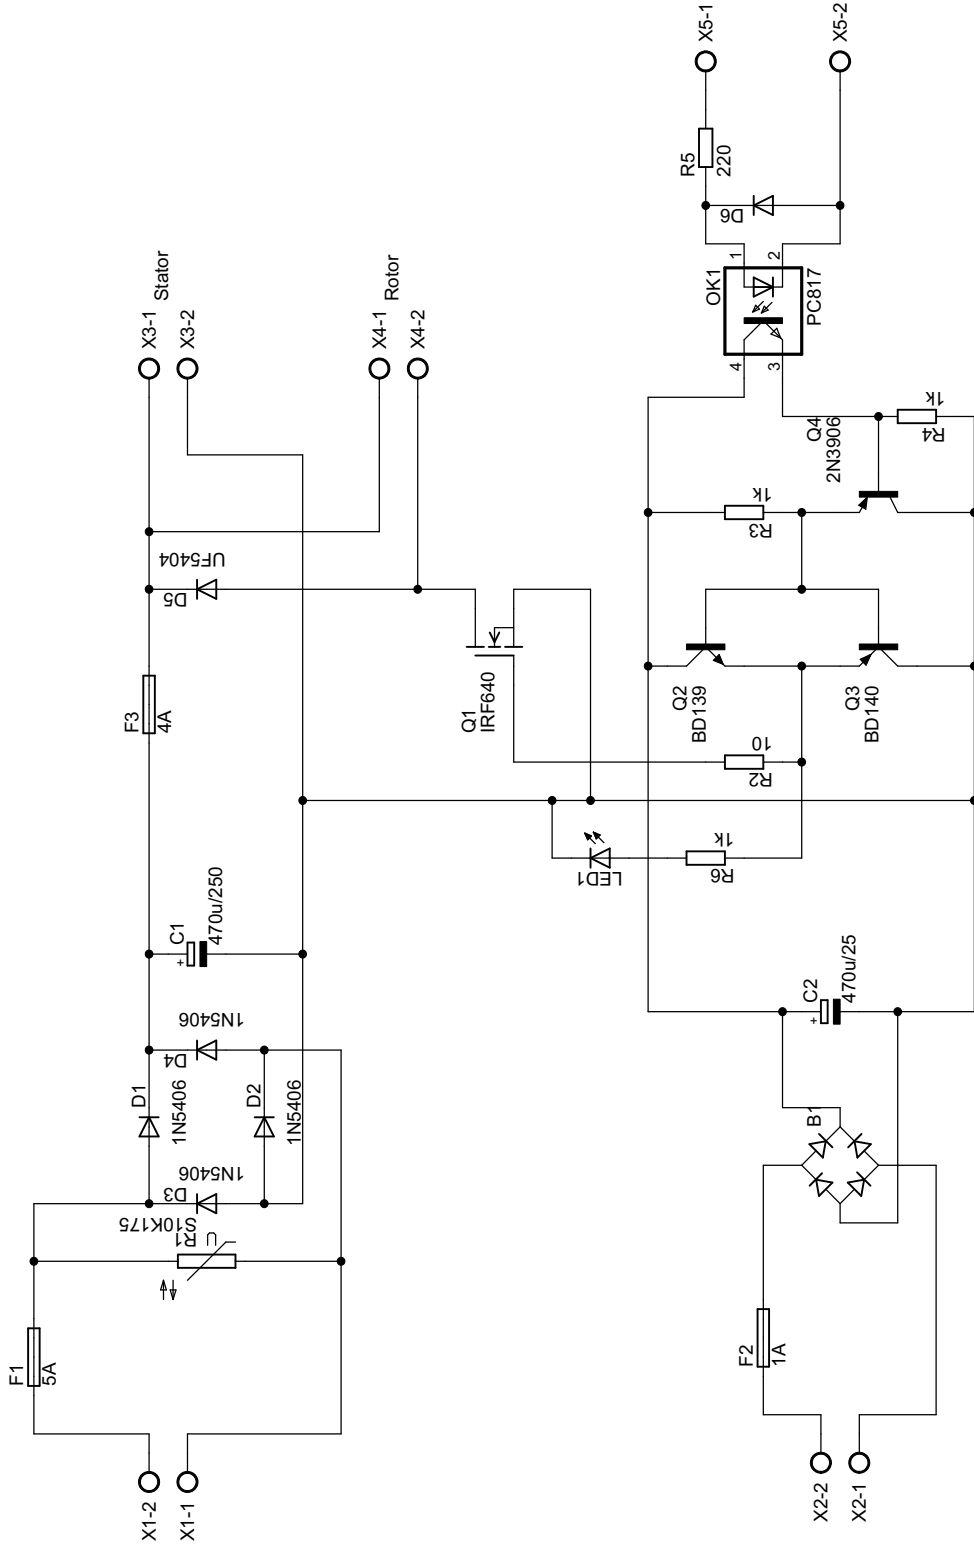 X5-1
X5-2
R5
220
D6
OK1
1
2
4
3
PC817
X3-1
Stator
X3-2
X4-1
Rotor
X4-2
Q4
2N3906
R4
1k
R3
1k
D5
UF5404
F3
4A
Q1
IRF640
Q2
BD139
Q3
BD140
R2
10
R6
1k
LED1
C1
+
470u/250
C2
+
470u/25
D4
1N5406
D1
1N5406
D2
1N5406
D3
1N5406
S10K175
R1
U
B1
F1
5A
F2
1A
X1-2
X1-1
X2-2
X2-1